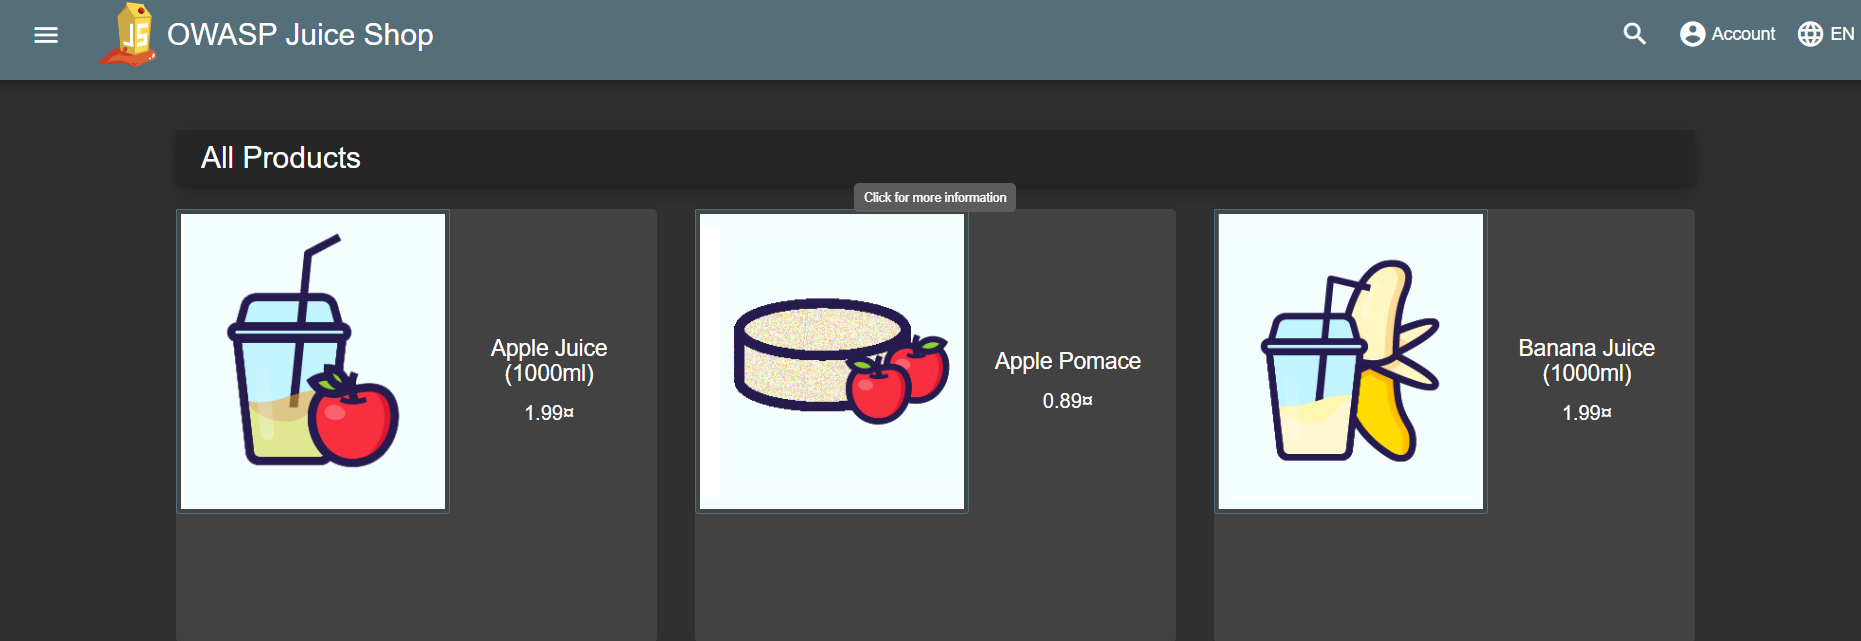 JS
OWASP Juice Shop
Account
EN
All Products
Click for more information
Apple Juice
(1000ml)
1.99¤
Apple Pomace
0.89¤
Banana Juice
(1000ml)
1.99¤